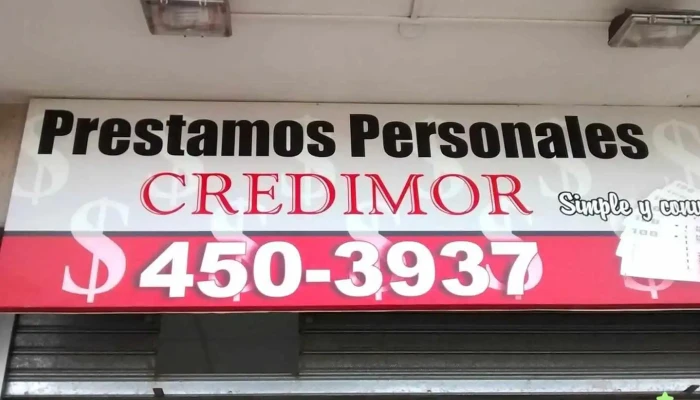 Prestamos Personales
CREDIMOR
Simple y
$ 450-3937